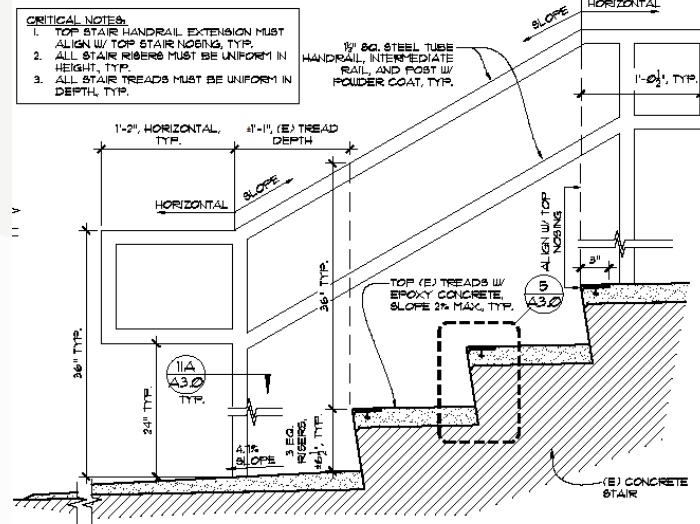 CRITICAL NOTES:
1. TOP STAIR HANDRAIL EXTENSION MUST
ALIGN W/ TOP STAIR NOSING, TYP.
2. ALL STAIR RISERS MUST BE UNIFORM IN
HEIGHT, TYP.
3. ALL STAIR TREADS MUST BE UNIFORM IN
DEPTH, TYP.
SLOPE
HORIZONTAL
1½" SQ. STEEL TUBE
HANDRAIL, INTERMEDIATE
RAIL, AND POST W/
POWDER COAT, TYP.
1'-0½", TYP.
1'-2", HORIZONTAL,
TYP.
±1'-1", (E) TREAD
DEPTH
SLOPE
HORIZONTAL
ALIGN W/ TOP
NOSING
3"
36" TYP.
TOP (E) TREADS W/
EPOXY CONCRETE,
SLOPE 2% MAX., TYP.
5
A3.0
36" TYP.
11A
A3.0
TYP.
24" TYP.
4.1%
SLOPE
3 EQ.
RISERS,
±6½", TYP.
(E) CONCRETE
STAIR